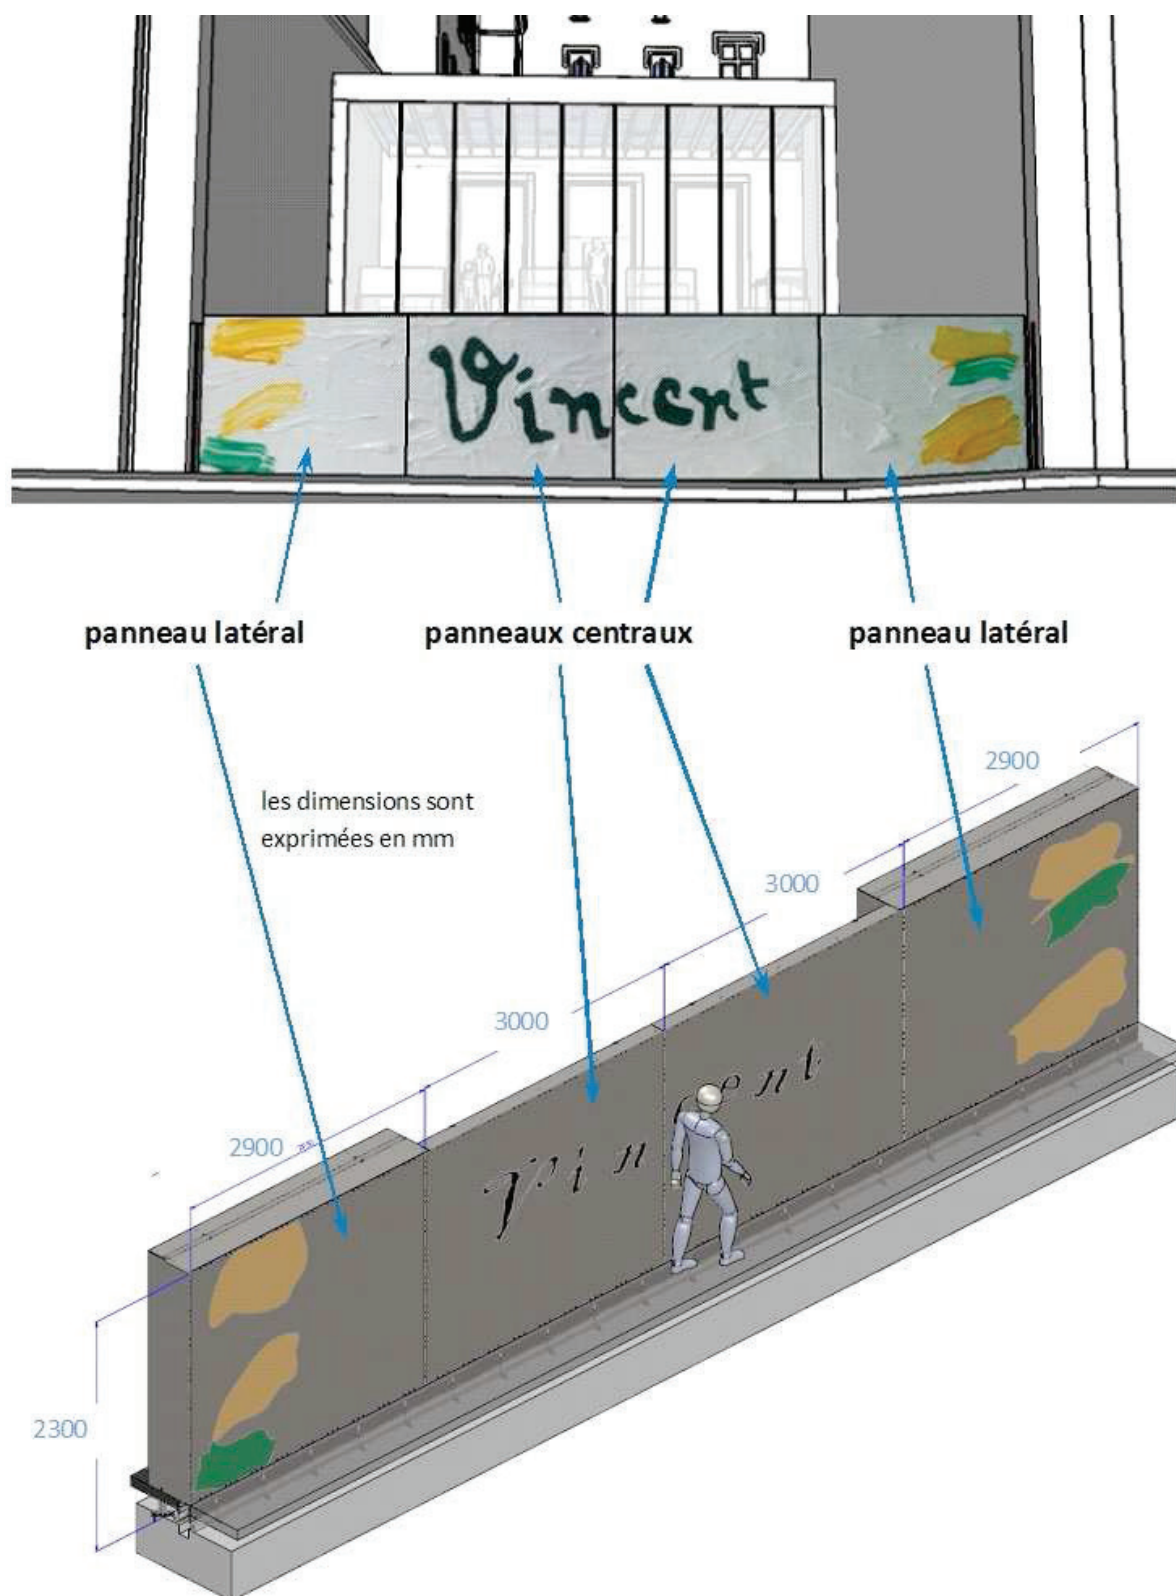 Vincent
panneau latéral
panneaux centraux
panneau latéral
2900
les dimensions sont
exprimées en mm
3000
3000
2900
2300